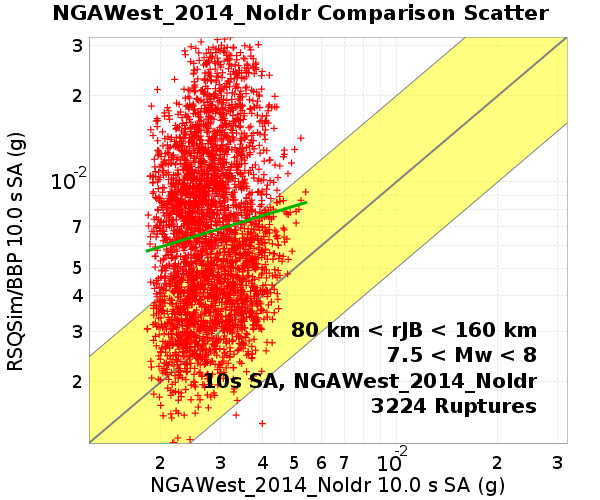 NGAWest_2014_NoIdr Comparison Scatter
RSQSim/BBP 10.0 s SA (g)
3
2
10-2
7
5
4
3
2
80 km < rJB < 160 km
7.5 < Mw < 8
10s SA, NGAWest_2014_NoIdr
3224 Ruptures
2 3 4 5 6 7 10-2 2 3
NGAWest_2014_NoIdr 10.0 s SA (g)